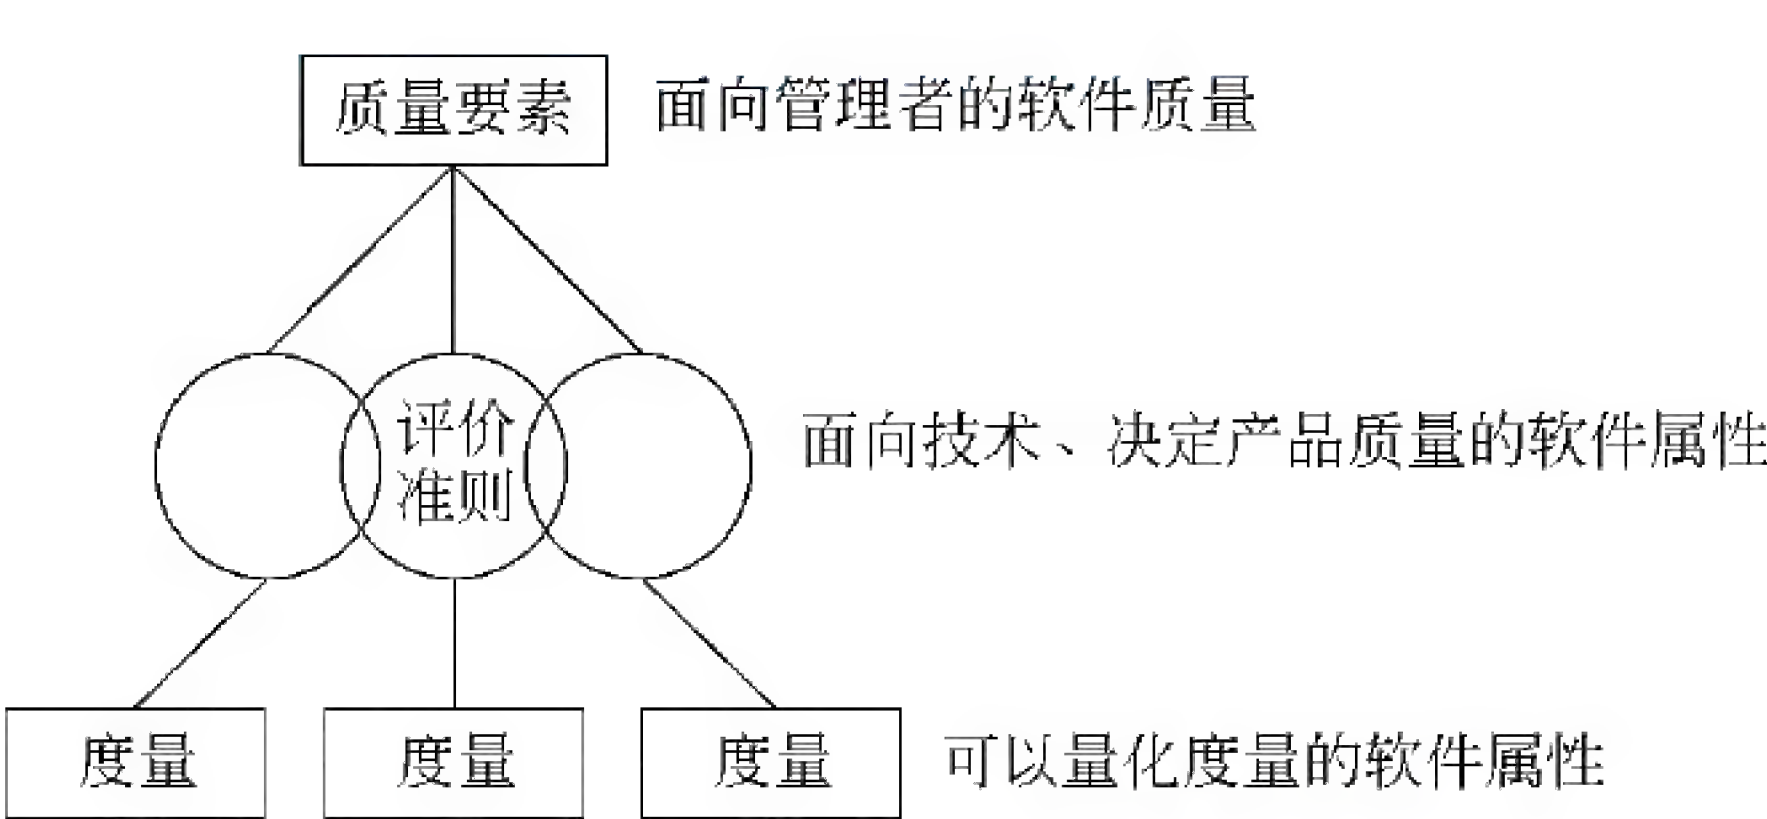 质量要素
面向管理者的软件质量
评价
准则
面向技术、决定产品质量的软件属性
度量
度量
度量
可以量化度量的软件属性